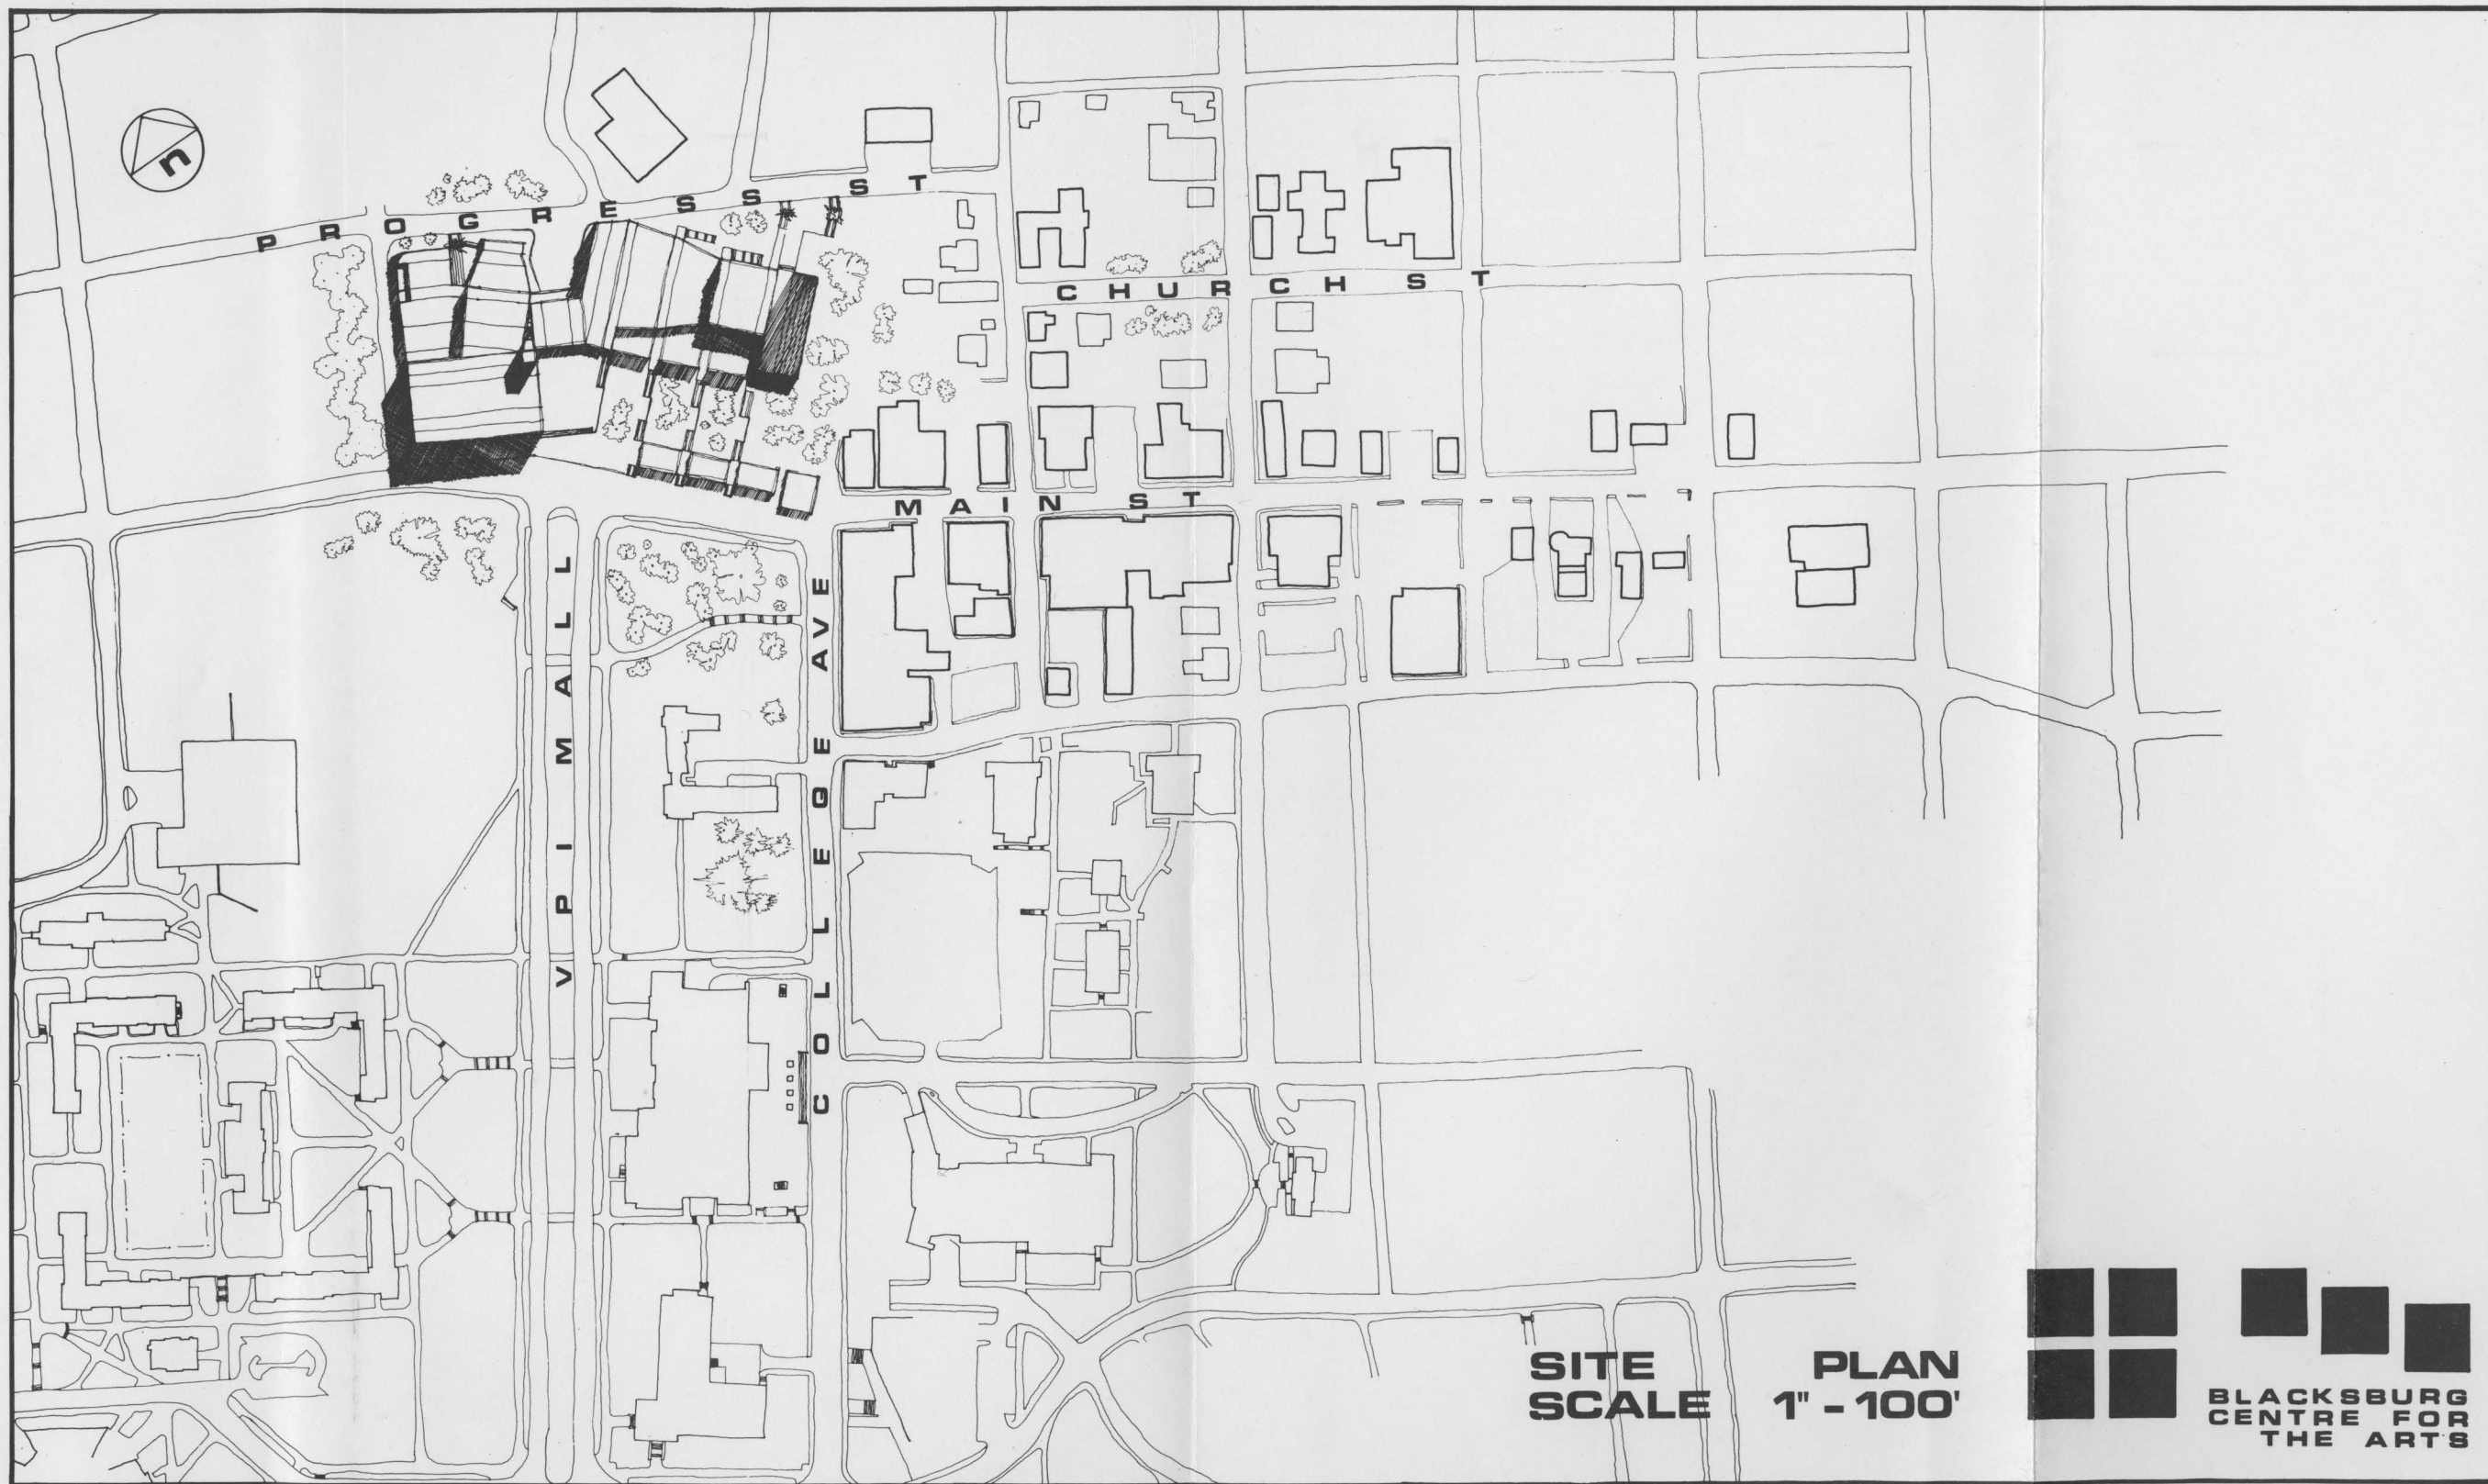 n
PROGRESS ST
CHURCH ST
MAIN ST
VPI MALL
COLLEGE AVE
SITE PLAN
SCALE 1" - 100'
BLACKSBURG
CENTRE FOR
THE ARTS